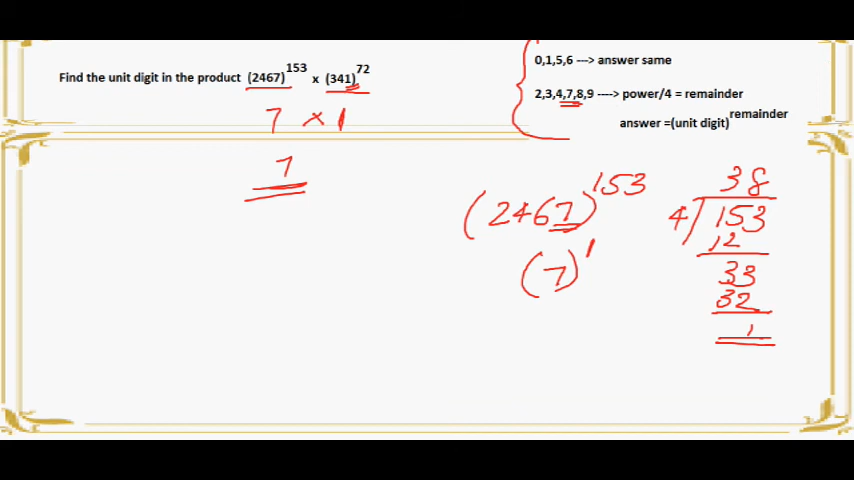 Find the unit digit in the product (2467)^153 x (341)^72
7 × 1
7
0,1,5,6 ---> answer same
2,3,4,7,8,9 ----> power/4 = remainder
answer =(unit digit)^remainder
(2467)^153
(7)^1
38
4 153
12
33
32
1